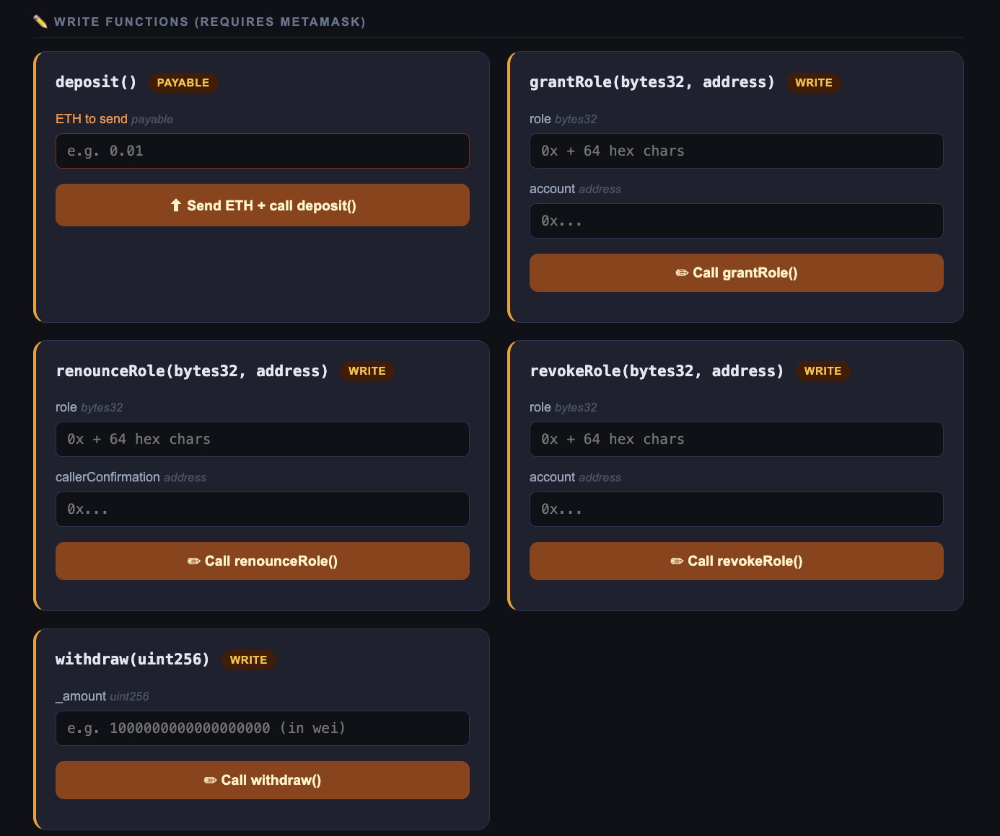 ✏️ WRITE FUNCTIONS (REQUIRES METAMASK)
deposit() PAYABLE
ETH to send payable
e.g. 0.01
⬆ Send ETH + call deposit()
grantRole(bytes32, address) WRITE
role bytes32
0x + 64 hex chars
account address
0x...
✏ Call grantRole()
renounceRole(bytes32, address) WRITE
role bytes32
0x + 64 hex chars
callerConfirmation address
0x...
✏ Call renounceRole()
revokeRole(bytes32, address) WRITE
role bytes32
0x + 64 hex chars
account address
0x...
✏ Call revokeRole()
withdraw(uint256) WRITE
_amount uint256
e.g. 1000000000000000000 (in wei)
✏ Call withdraw()